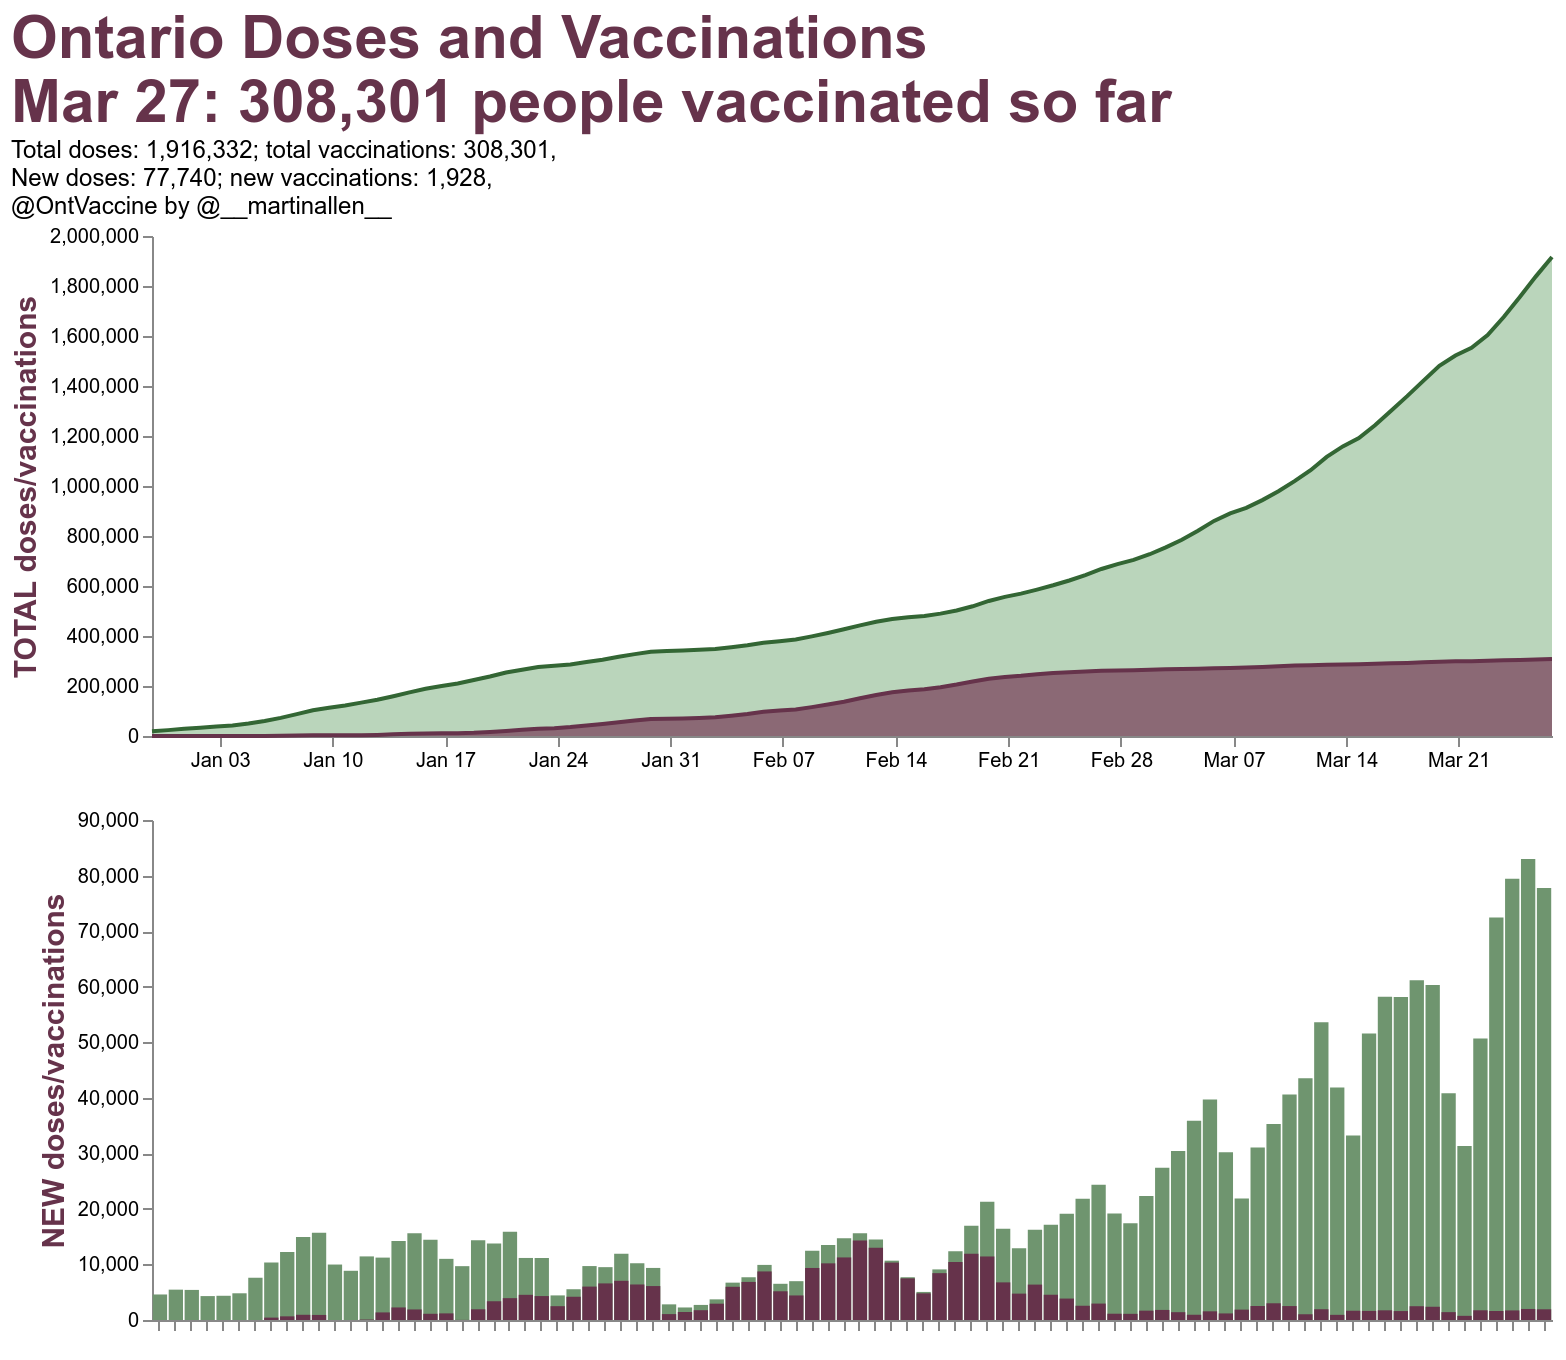 Ontario Doses and Vaccinations
Mar 27: 308,301 people vaccinated so far
Total doses: 1,916,332; total vaccinations: 308,301,
New doses: 77,740; new vaccinations: 1,928,
@OntVaccine by @__martinallen__
TOTAL doses/vaccinations
2,000,000
1,800,000
1,600,000
1,400,000
1,200,000
1,000,000
800,000
600,000
400,000
200,000
0
Jan 03 Jan 10 Jan 17 Jan 24 Jan 31 Feb 07 Feb 14 Feb 21 Feb 28 Mar 07 Mar 14 Mar 21
NEW doses/vaccinations
90,000
80,000
70,000
60,000
50,000
40,000
30,000
20,000
10,000
0